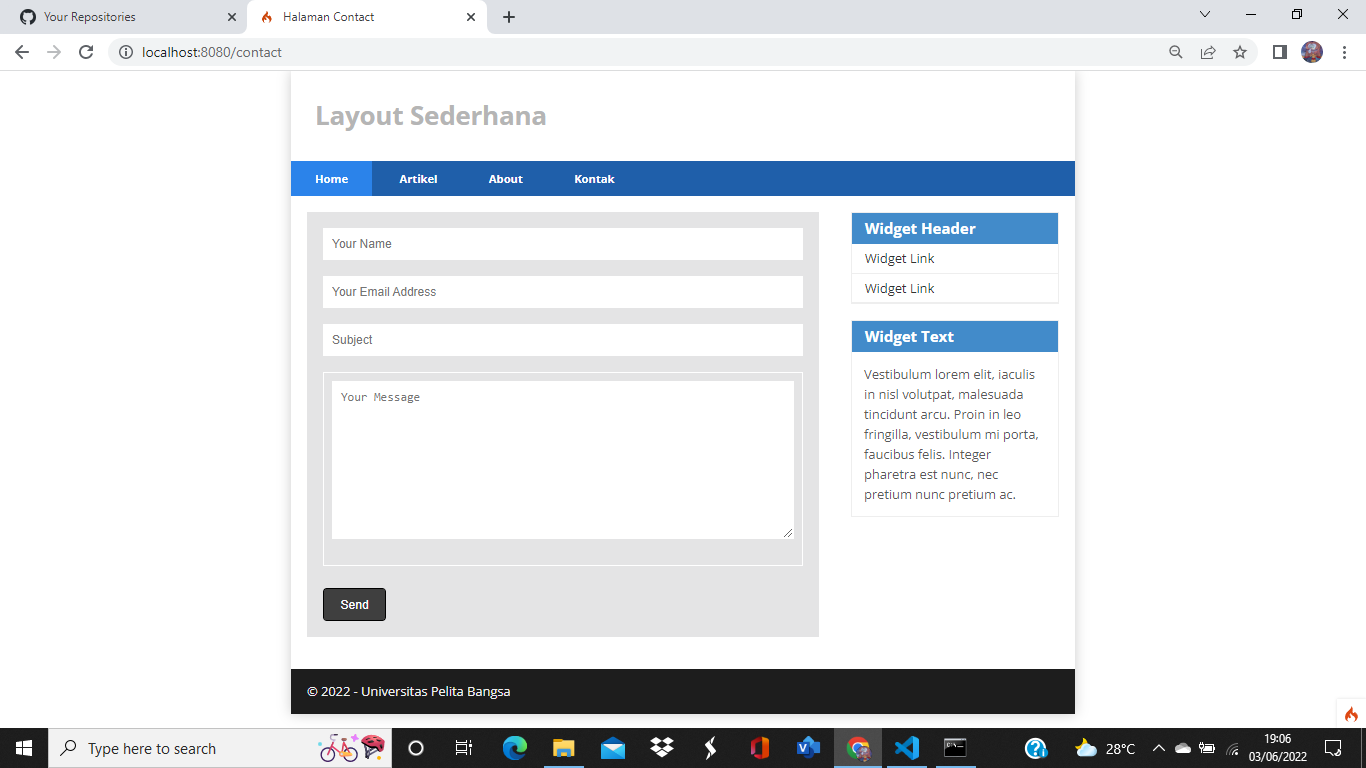 Your Repositories
Halaman Contact
localhost:8080/contact
Layout Sederhana
Home Artikel About Kontak
Your Name
Your Email Address
Subject
Your Message
Send
Widget Header
Widget Link
Widget Link
Widget Text
Vestibulum lorem elit, iaculis
in nisl volutpat, malesuada
tincidunt arcu. Proin in leo
fringilla, vestibulum mi porta,
faucibus felis. Integer
pharetra est nunc, nec
pretium nunc pretium ac.
© 2022 - Universitas Pelita Bangsa
Type here to search
28°C
19:06
03/06/2022